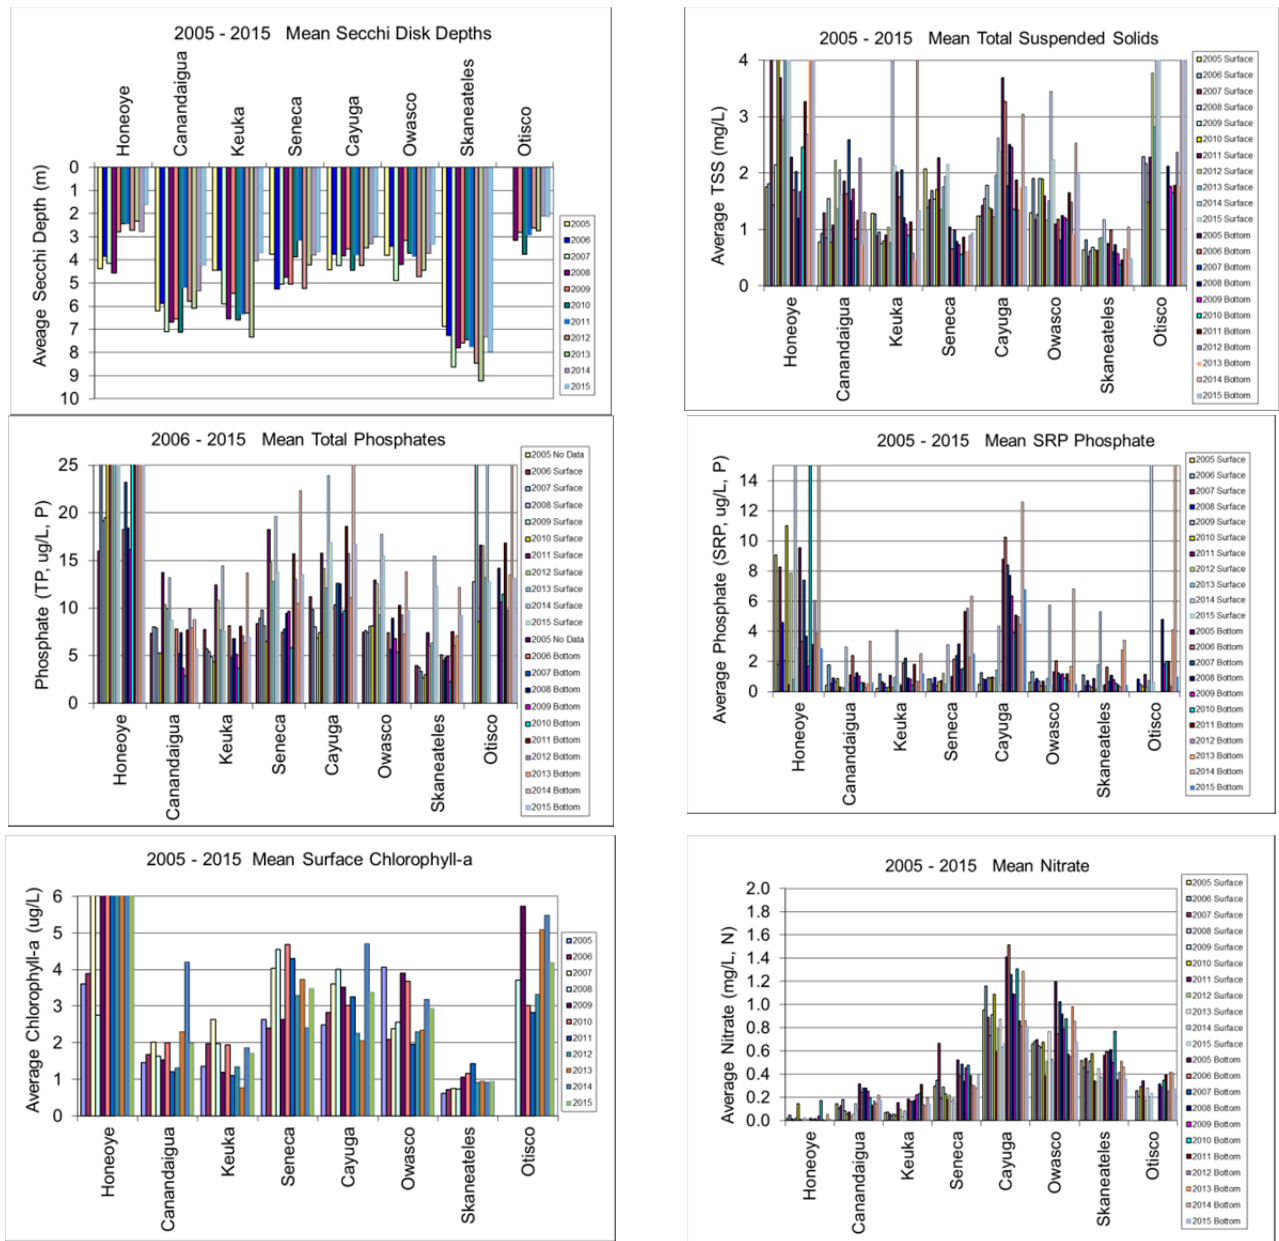 2005 - 2015 Mean Secchi Disk Depths
Honeoye
Canandaigua
Keuka
Seneca
Cayuga
Owasco
Skaneateles
Otisco
Aveage Secchi Depth (m)
0
1
2
3
4
5
6
7
8
9
10
2005
2006
2007
2008
2009
2010
2011
2012
2013
2014
2015
2005 - 2015 Mean Total Suspended Solids
Average TSS (mg/L)
4
3
2
1
0
Honeoye
Canandaigua
Keuka
Seneca
Cayuga
Owasco
Skaneateles
Otisco
2005 Surface
2006 Surface
2007 Surface
2008 Surface
2009 Surface
2010 Surface
2011 Surface
2012 Surface
2013 Surface
2014 Surface
2015 Surface
2005 Bottom
2006 Bottom
2007 Bottom
2008 Bottom
2009 Bottom
2010 Bottom
2011 Bottom
2012 Bottom
2013 Bottom
2014 Bottom
2015 Bottom
2006 - 2015 Mean Total Phosphates
Phosphate (TP, ug/L, P)
25
20
15
10
5
0
Honeoye
Canandaigua
Keuka
Seneca
Cayuga
Owasco
Skaneateles
Otisco
2005 No Data
2006 Surface
2007 Surface
2008 Surface
2009 Surface
2010 Surface
2011 Surface
2012 Surface
2013 Surface
2014 Surface
2015 Surface
2005 No Data
2006 Bottom
2007 Bottom
2008 Bottom
2009 Bottom
2010 Bottom
2011 Bottom
2012 Bottom
2013 Bottom
2014 Bottom
2015 Bottom
2005 - 2015 Mean SRP Phosphate
Average Phosphate (SRP, ug/L, P)
14
12
10
8
6
4
2
0
Honeoye
Canandaigua
Keuka
Seneca
Cayuga
Owasco
Skaneateles
Otisco
2005 Surface
2006 Surface
2007 Surface
2008 Surface
2009 Surface
2010 Surface
2011 Surface
2012 Surface
2013 Surface
2014 Surface
2015 Surface
2005 Bottom
2006 Bottom
2007 Bottom
2008 Bottom
2009 Bottom
2010 Bottom
2011 Bottom
2012 Bottom
2013 Bottom
2014 Bottom
2015 Bottom
2005 - 2015 Mean Surface Chlorophyll-a
Average Chlorophyll-a (ug/L)
6
5
4
3
2
1
0
Honeoye
Canandaigua
Keuka
Seneca
Cayuga
Owasco
Skaneateles
Otisco
2005
2006
2007
2008
2009
2010
2011
2012
2013
2014
2015
2005 - 2015 Mean Nitrate
Average Nitrate (mg/L, N)
2.0
1.8
1.6
1.4
1.2
1.0
0.8
0.6
0.4
0.2
0.0
Honeoye
Canandaigua
Keuka
Seneca
Cayuga
Owasco
Skaneateles
Otisco
2005 Surface
2006 Surface
2007 Surface
2008 Surface
2009 Surface
2010 Surface
2011 Surface
2012 Surface
2013 Surface
2014 Surface
2015 Surface
2005 Bottom
2006 Bottom
2007 Bottom
2008 Bottom
2009 Bottom
2010 Bottom
2011 Bottom
2012 Bottom
2013 Bottom
2014 Bottom
2015 Bottom